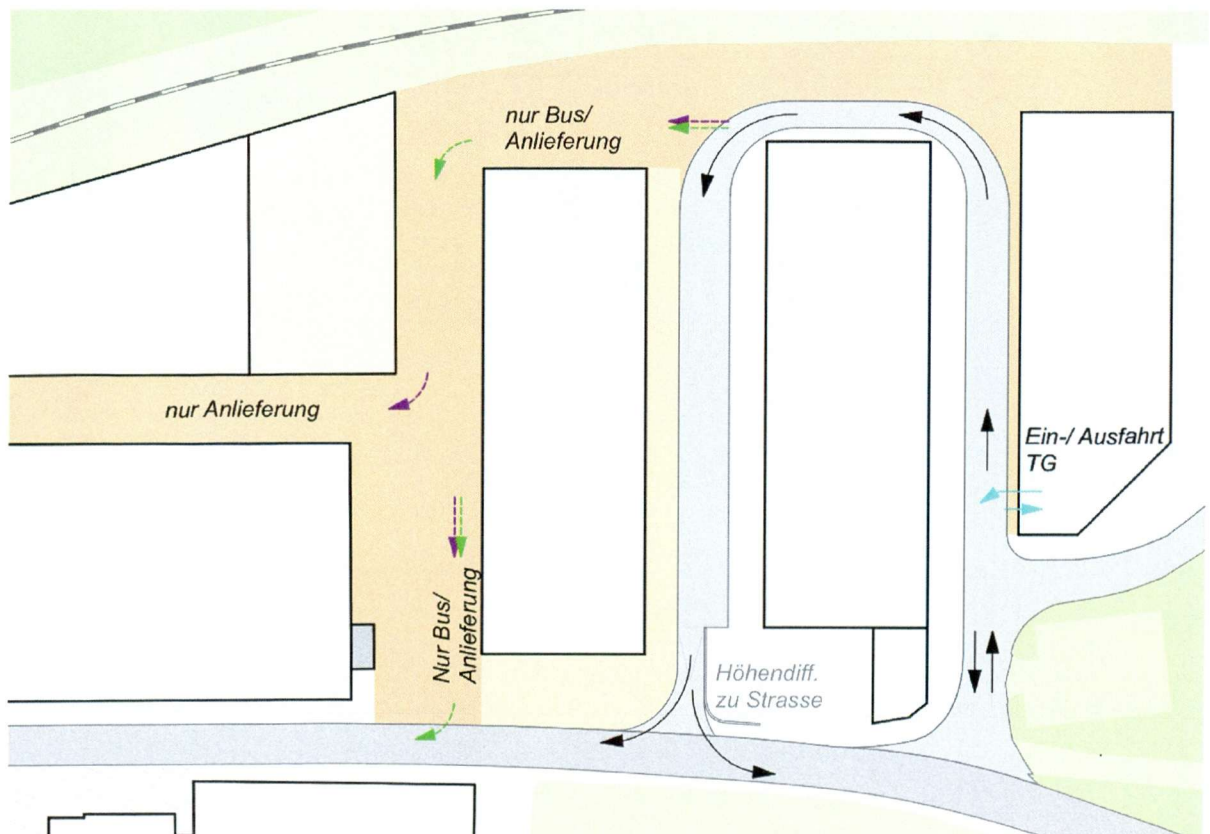 nur Bus/
Anlieferung
nur Anlieferung
Ein-/ Ausfahrt
TG
Nur Bus/
Anlieferung
Höhendiff.
zu Strasse